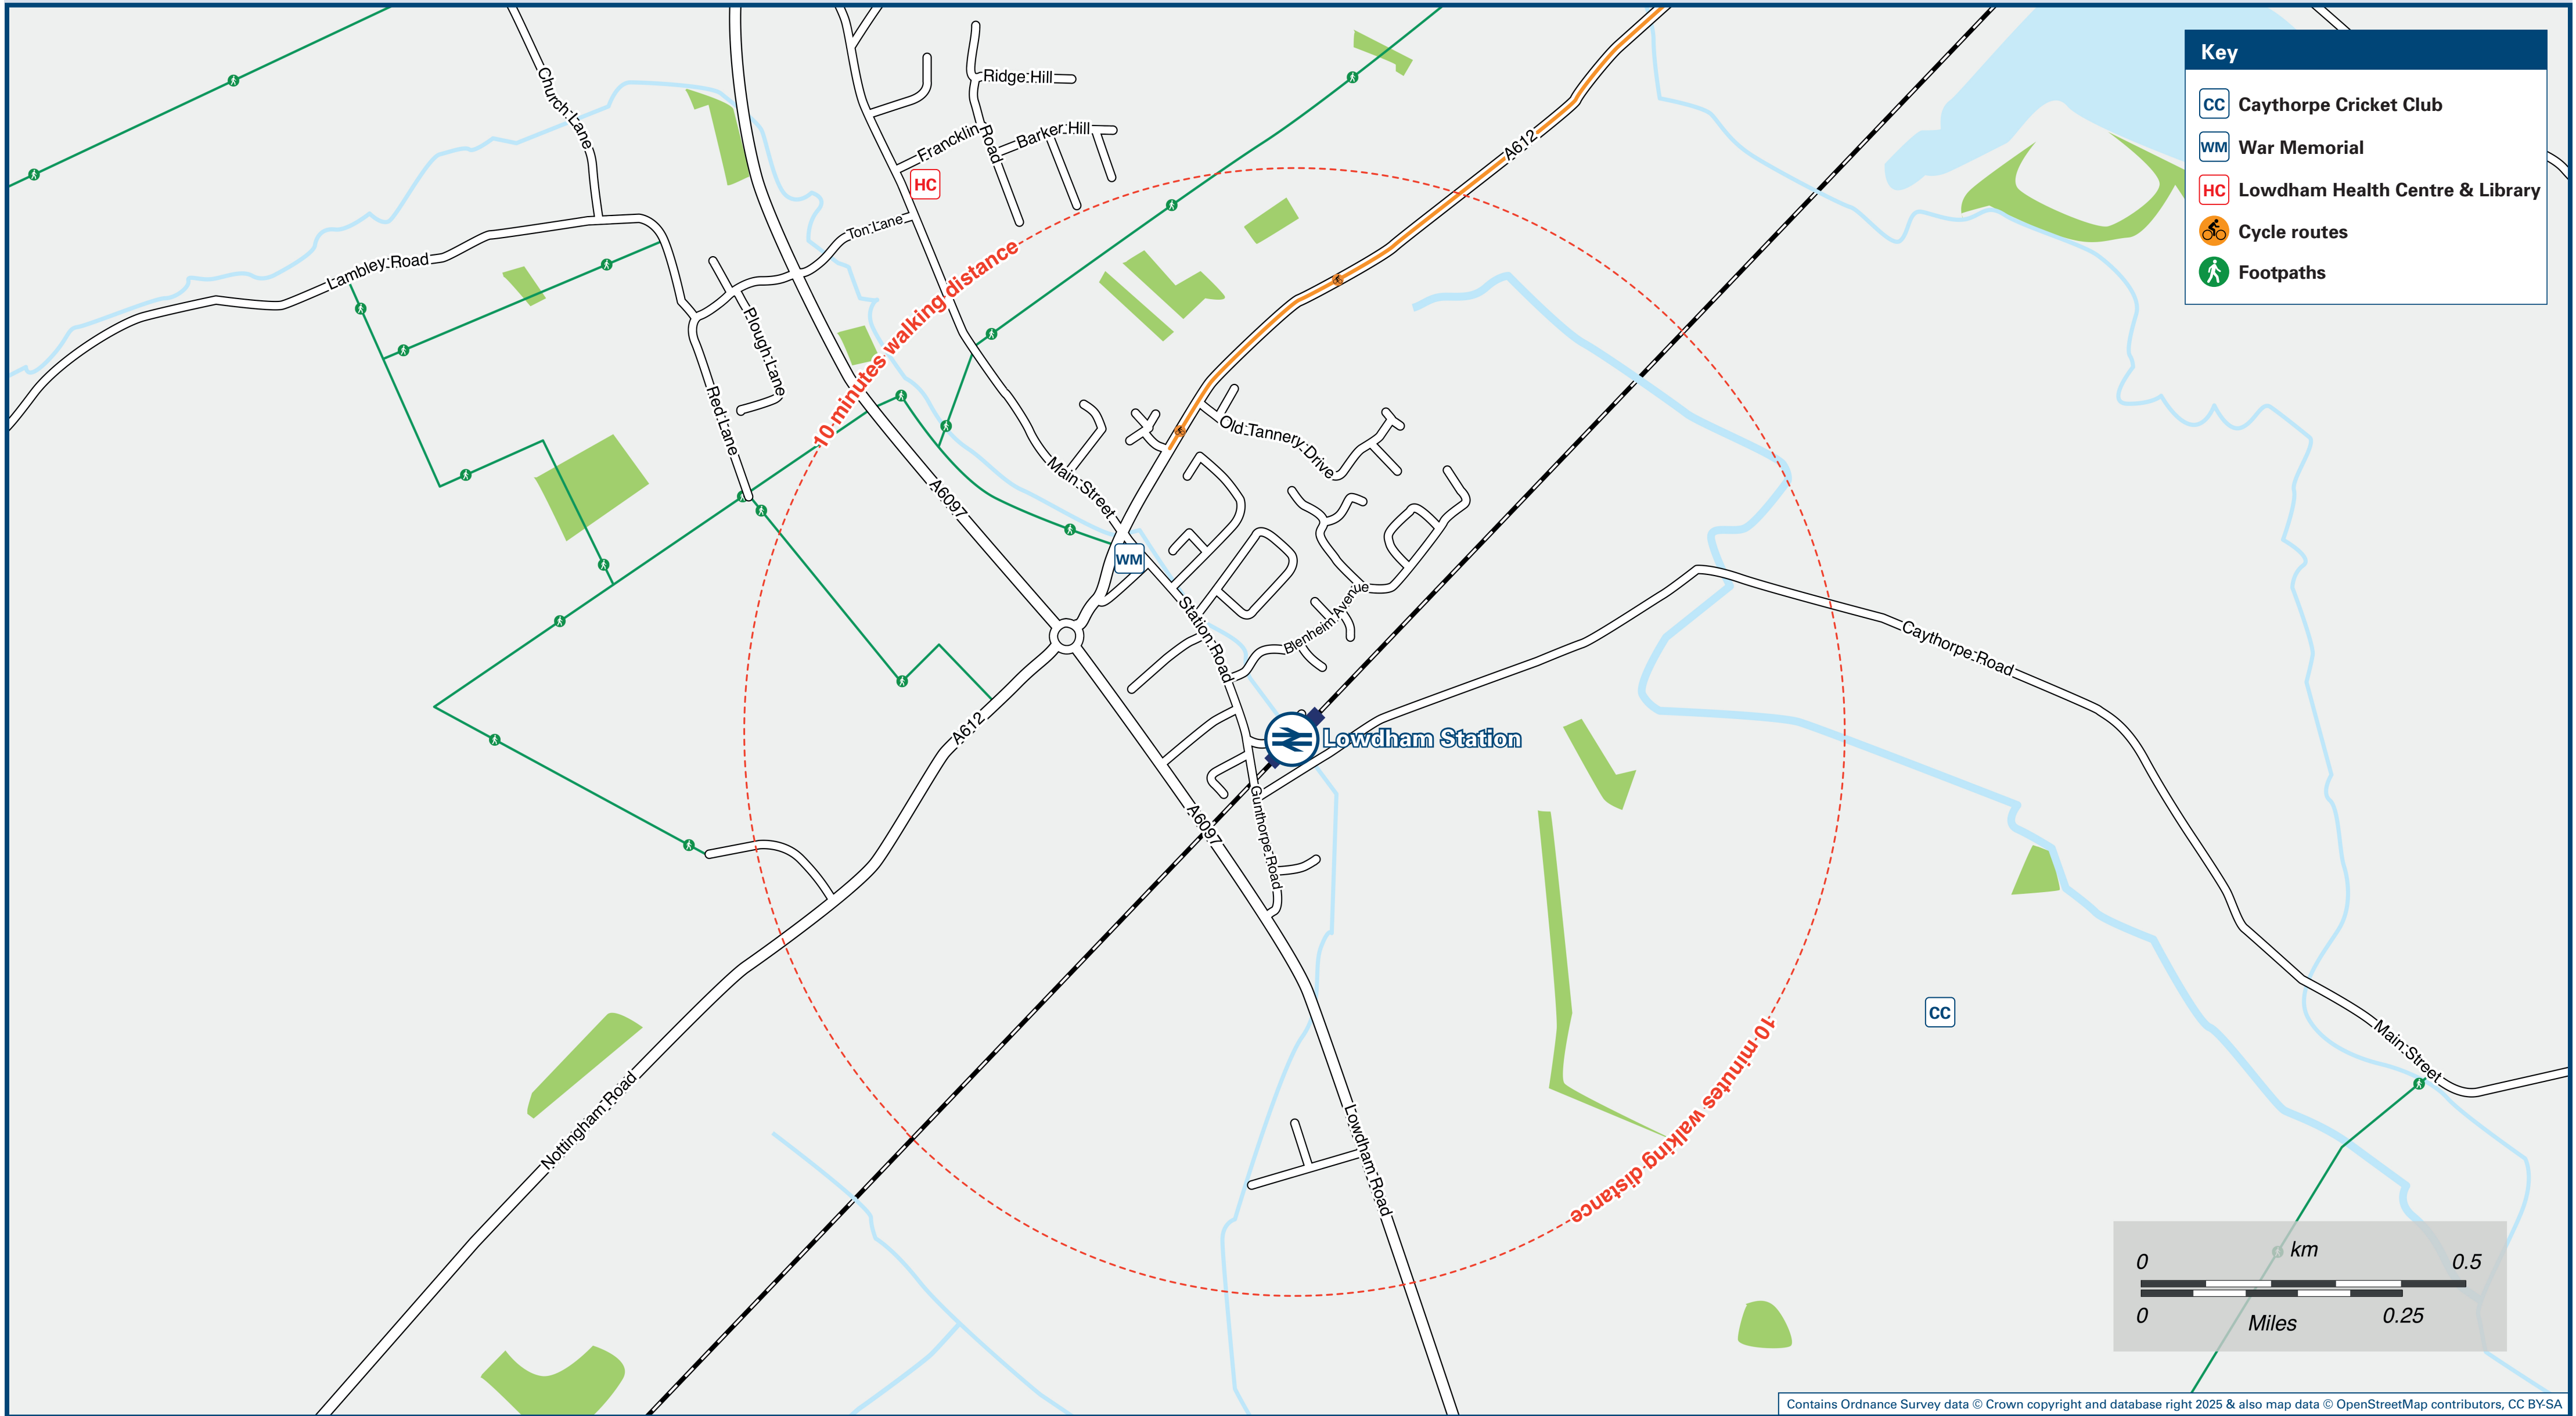 Key
CC Caythorpe Cricket Club
WM War Memorial
HC Lowdham Health Centre & Library
Cycle routes
Footpaths
Church Lane
Ridge Hill
Francklin
Road
Barker Hill
HC
A612
Ton Lane
Lambley Road
10 minutes walking distance
Plough Lane
Red Lane
Old Tannery Drive
Main Street
A6097
WM
Station Road
Blenheim Avenue
Caythorpe Road
A612
Lowdham Station
Gunthorpe Road
A6097
CC
10 minutes walking distance
Main Street
Nottingham Road
Lowdham Road
km
0 0.5
0 0.25
Miles
Contains Ordnance Survey data © Crown copyright and database right 2025 & also map data © OpenStreetMap contributors, CC BY-SA